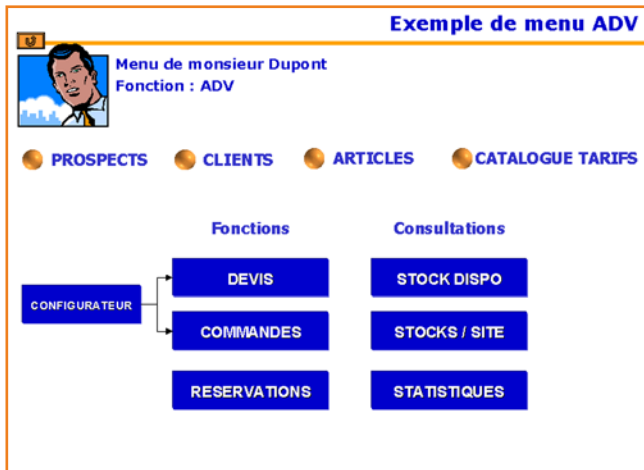 Exemple de menu ADV
Menu de monsieur Dupont
Fonction : ADV
PROSPECTS CLIENTS ARTICLES CATALOGUE TARIFS
Fonctions Consultations
DEVIS STOCK DISPO
CONFIGURATEUR
COMMANDES STOCKS / SITE
RESERVATIONS STATISTIQUES